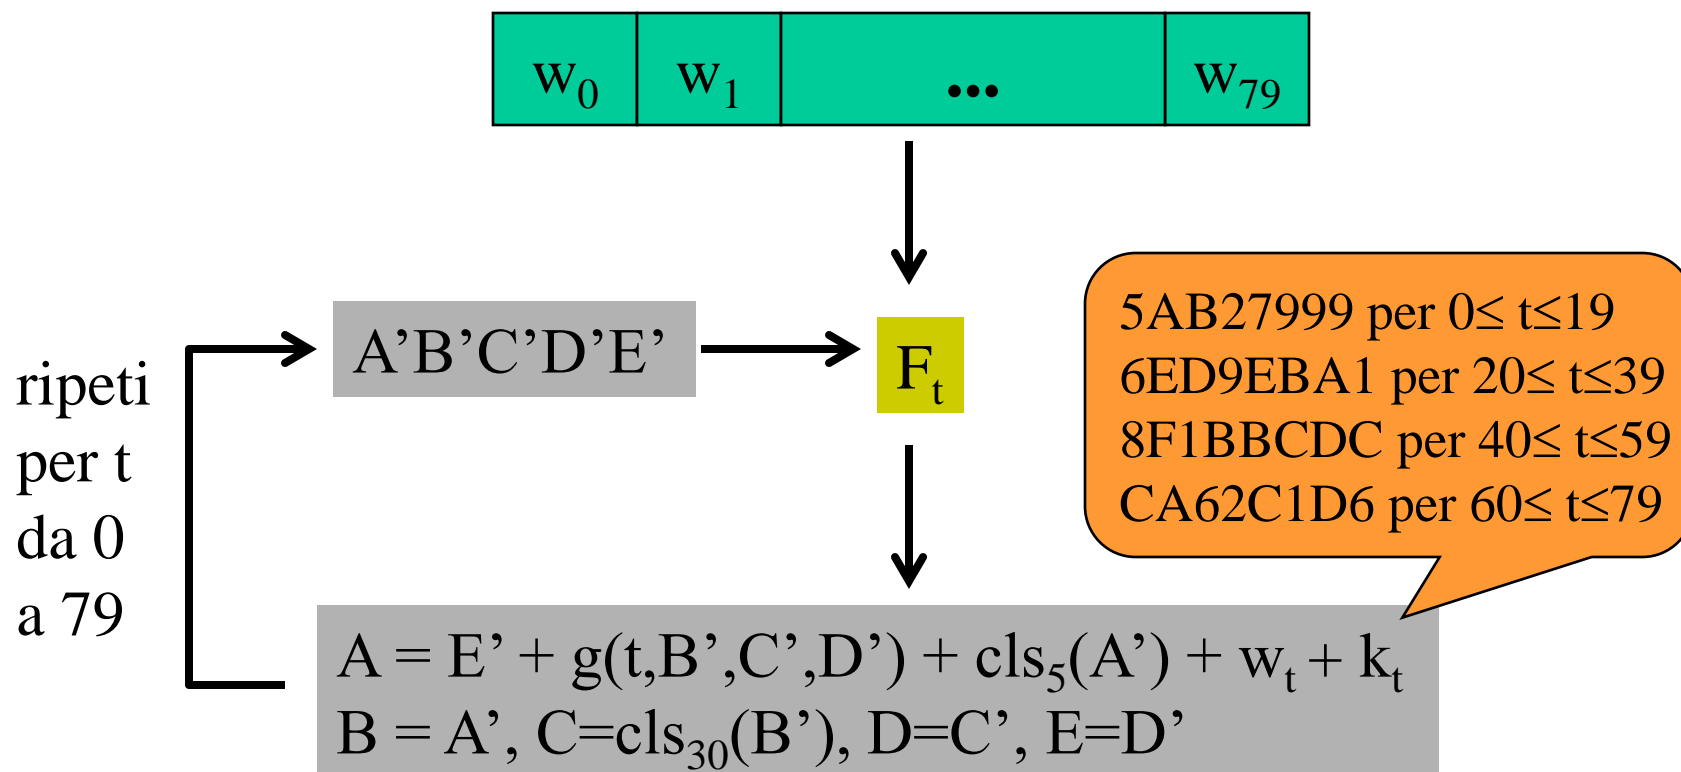 w₀ w₁ ... w₇₉
A’B’C’D’E’
Fₜ
5AB27999 per 0≤ t≤19
6ED9EBA1 per 20≤ t≤39
8F1BBCDC per 40≤ t≤59
CA62C1D6 per 60≤ t≤79
ripeti
per t
da 0
a 79
A = E’ + g(t,B’,C’,D’) + cls₅(A’) + wₜ + kₜ
B = A’, C=cls₃₀(B’), D=C’, E=D’